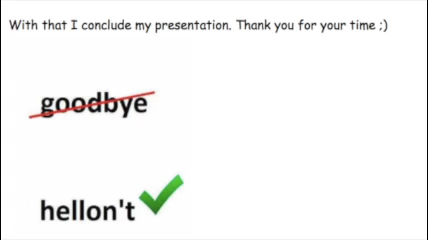 With that I conclude my presentation. Thank you for your time ;)
goodbye
hellon't